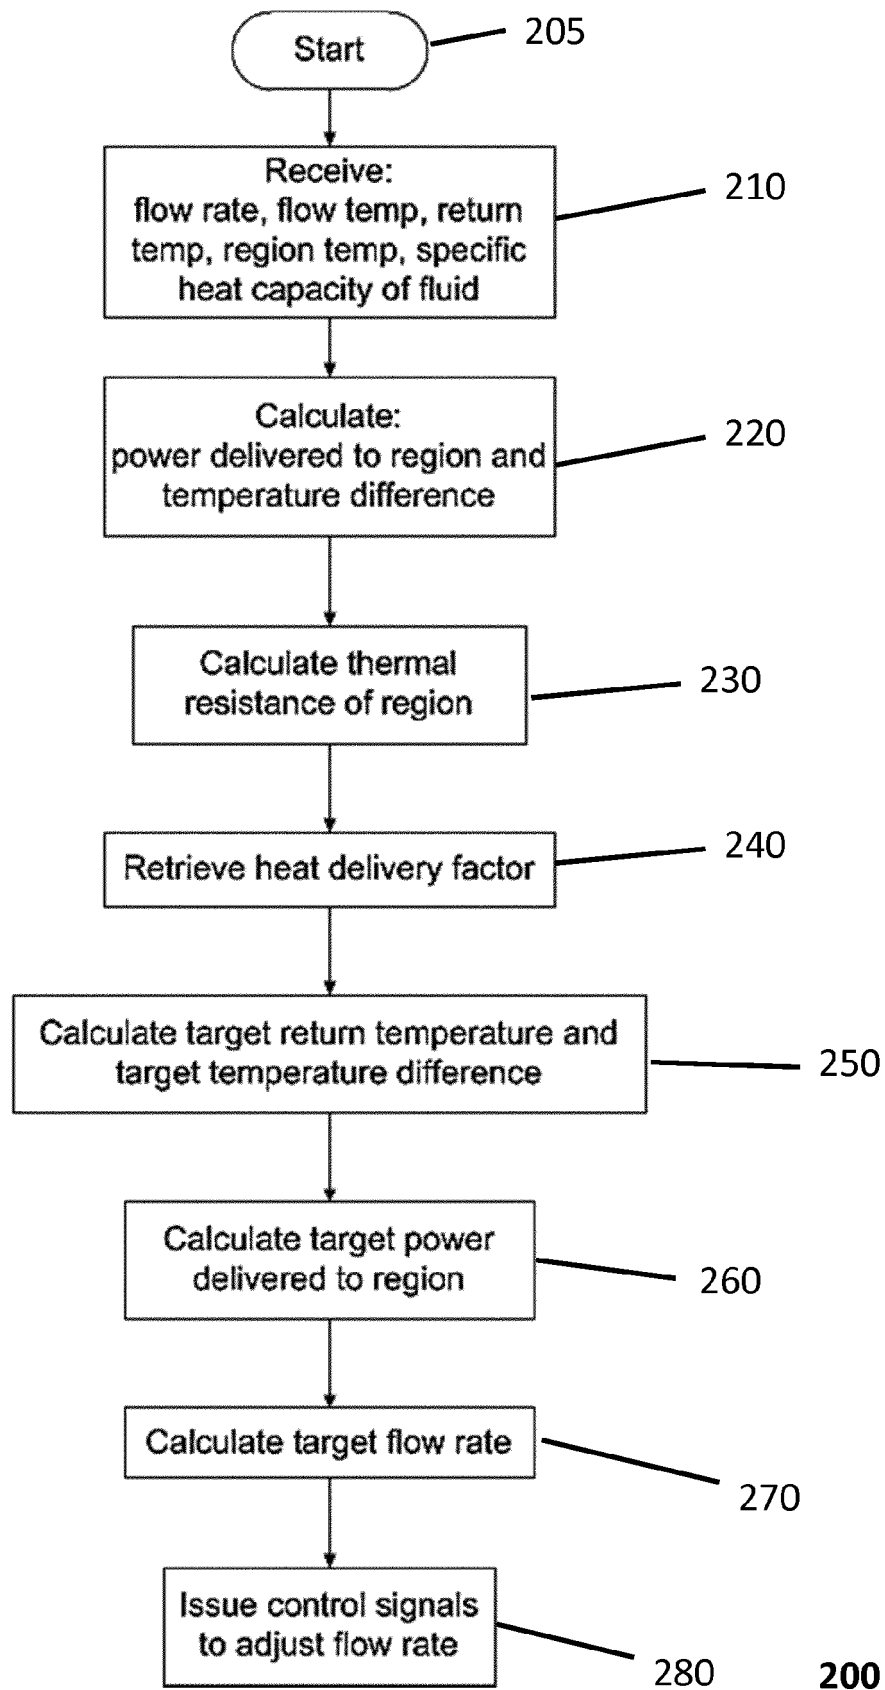 Start
205
Receive:
flow rate, flow temp, return
temp, region temp, specific
heat capacity of fluid
210
Calculate:
power delivered to region and
temperature difference
220
Calculate thermal
resistance of region
230
Retrieve heat delivery factor
240
Calculate target return temperature and
target temperature difference
250
Calculate target power
delivered to region
260
Calculate target flow rate
270
Issue control signals
to adjust flow rate
280
200